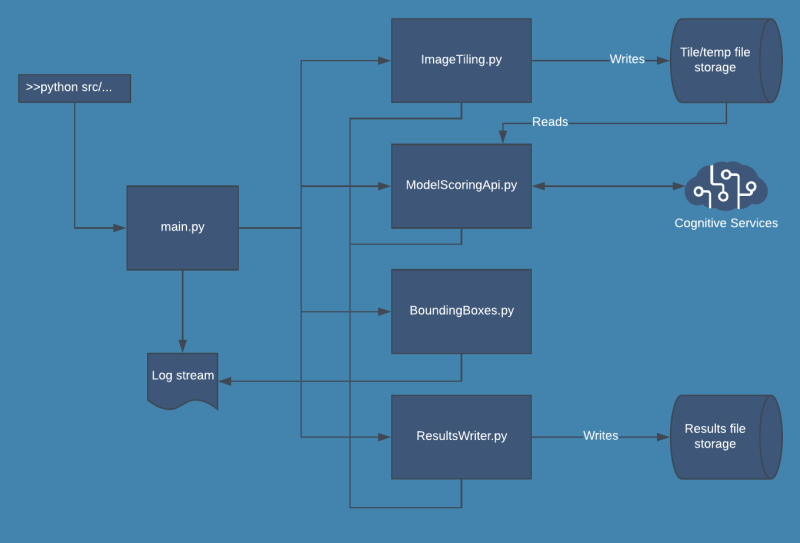 ImageTiling.py
Writes
Tile/temp file
storage
>>python src/...
Reads
ModelScoringApi.py
Cognitive Services
main.py
BoundingBoxes.py
Log stream
ResultsWriter.py
Writes
Results file
storage